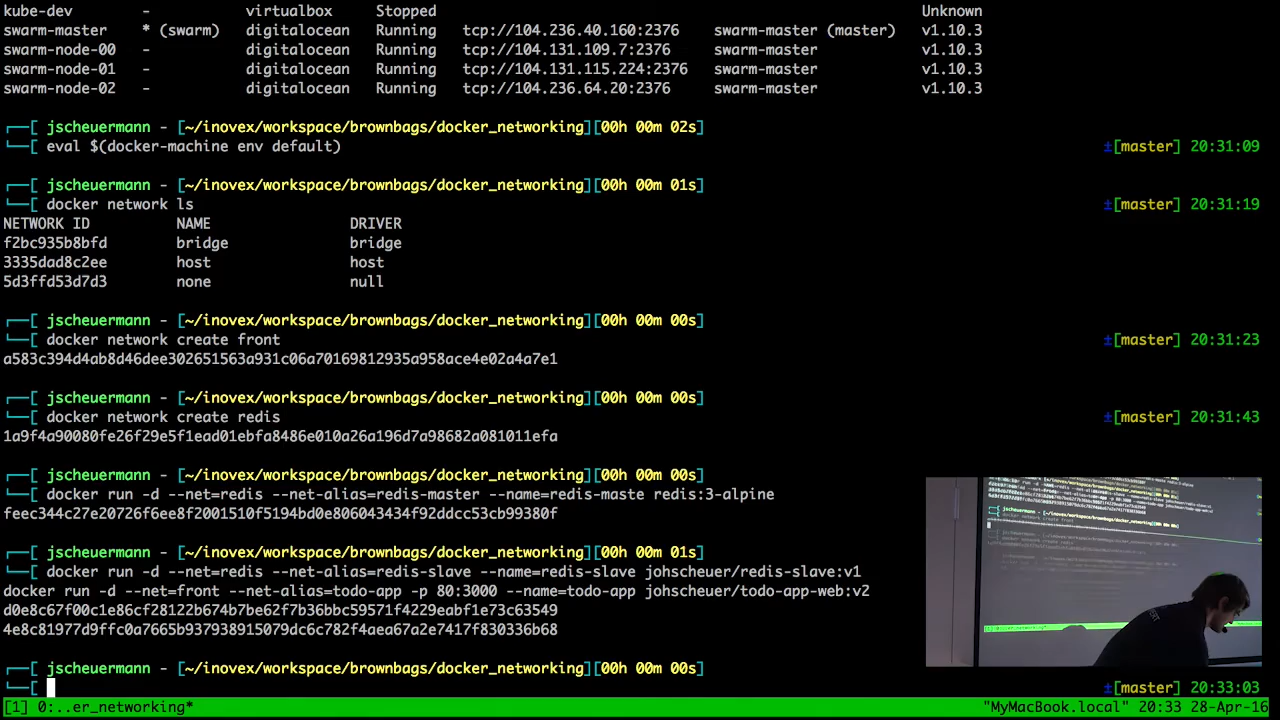 kube-dev - virtualbox Stopped Unknown
swarm-master * (swarm) digitalocean Running tcp://104.236.40.160:2376 swarm-master (master) v1.10.3
swarm-node-00 - digitalocean Running tcp://104.131.109.7:2376 swarm-master v1.10.3
swarm-node-01 - digitalocean Running tcp://104.131.115.224:2376 swarm-master v1.10.3
swarm-node-02 - digitalocean Running tcp://104.236.64.20:2376 swarm-master v1.10.3
┌──[ jscheuermann - [~/inovex/workspace/brownbags/docker_networking][00h 00m 02s]
└──[ eval $(docker-machine env default) ±[master] 20:31:09
┌──[ jscheuermann - [~/inovex/workspace/brownbags/docker_networking][00h 00m 01s]
└──[ docker network ls ±[master] 20:31:19
NETWORK ID NAME DRIVER
f2bc935b8bfd bridge bridge
3335dad8c2ee host host
5d3ffd53d7d3 none null
┌──[ jscheuermann - [~/inovex/workspace/brownbags/docker_networking][00h 00m 00s]
└──[ docker network create front ±[master] 20:31:23
a583c394d4ab8d46dee302651563a931c06a70169812935a958ace4e02a4a7e1
┌──[ jscheuermann - [~/inovex/workspace/brownbags/docker_networking][00h 00m 00s]
└──[ docker network create redis ±[master] 20:31:43
1a9f4a90080fe26f29e5f1ead01ebfa8486e010a26a196d7a98682a081011efa
┌──[ jscheuermann - [~/inovex/workspace/brownbags/docker_networking][00h 00m 00s]
└──[ docker run -d --net=redis --net-alias=redis-master --name=redis-maste redis:3-alpine
feec344c27e20726f6ee8f2001510f5194bd0e80663434f32ddcc53cb99380f
┌──[ jscheuermann - [~/inovex/workspace/brownbags/docker_networking][00h 00m 01s]
└──[ docker run -d --net=redis --net-alias=redis-slave --name=redis-slave johscheuer/redis-slave:v1
docker run -d --net=front --net-alias=todo-app -p 80:3000 --name=todo-app johscheuer/todo-app-web:v2
d0e8c67f00c1e86cf28122b674b7be62f7b36bbc59571f4229eabf1e73c63549
4e8c81977d9ffc0a7665b937938915079dc6c782f4aea67a2e7417f830336b68
┌──[ jscheuermann - [~/inovex/workspace/brownbags/docker_networking][00h 00m 00s]
└──[ ±[master] 20:33:03
[1] 0:..er_networking* "MyMacBook.local" 20:33 28-Apr-16